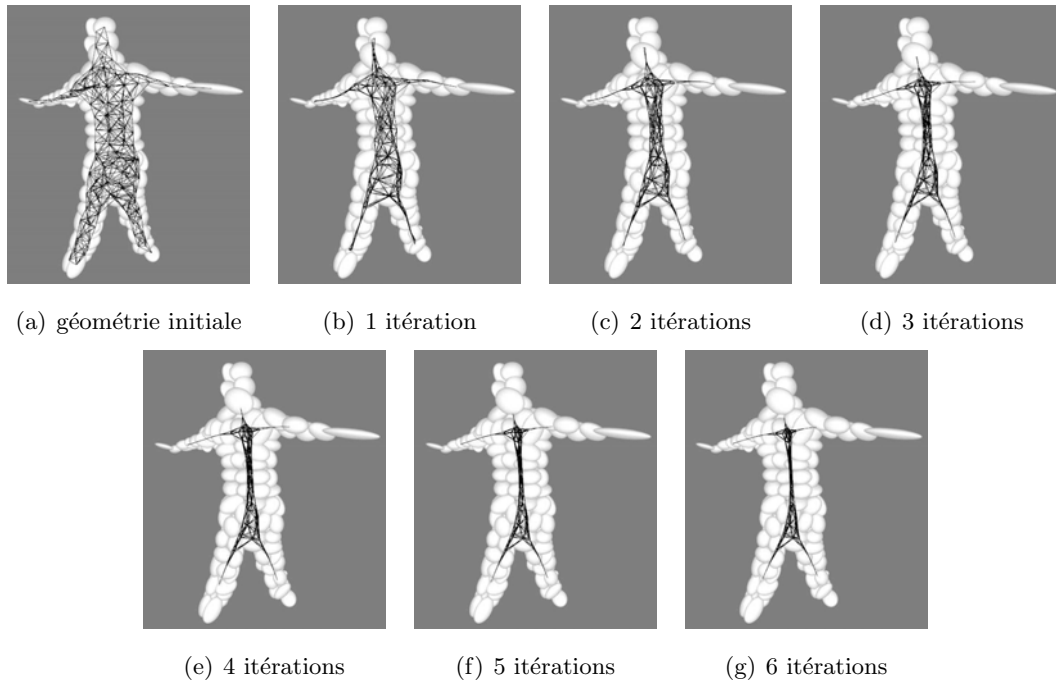 (a) géométrie initiale
(b) 1 itération
(c) 2 itérations
(d) 3 itérations
(e) 4 itérations
(f) 5 itérations
(g) 6 itérations